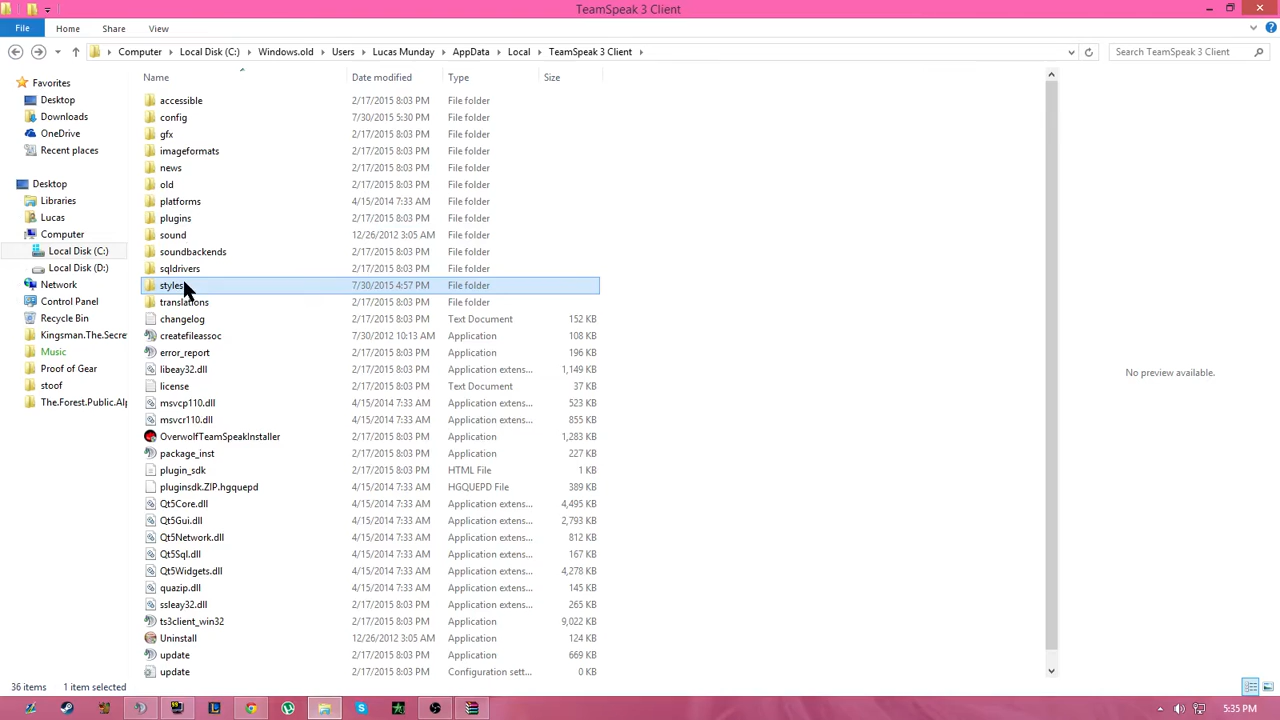 TeamSpeak 3 Client
File Home Share View
Computer Local Disk (C:) Windows.old Users Lucas Munday AppData Local TeamSpeak 3 Client Search TeamSpeak 3 Client
Name Date modified Type Size
Favorites
Desktop
Downloads
OneDrive
Recent places
Desktop
Libraries
Lucas
Computer
Local Disk (C:)
Local Disk (D:)
Network
Control Panel
Recycle Bin
Kingsman.The.Secre
Music
Proof of Gear
stoof
The.Forest.Public.Alp
accessible 2/17/2015 8:03 PM File folder
config 7/30/2015 5:30 PM File folder
gfx 2/17/2015 8:03 PM File folder
imageformats 2/17/2015 8:03 PM File folder
news 2/17/2015 8:03 PM File folder
old 2/17/2015 8:03 PM File folder
platforms 4/15/2014 7:33 AM File folder
plugins 2/17/2015 8:03 PM File folder
sound 12/26/2012 3:05 AM File folder
soundbackends 2/17/2015 8:03 PM File folder
sqldrivers 2/17/2015 8:03 PM File folder
styles 7/30/2015 4:57 PM File folder
translations 2/17/2015 8:03 PM File folder
changelog 2/17/2015 8:03 PM Text Document 152 KB
createfileassoc 7/30/2012 10:13 AM Application 108 KB
error_report 2/17/2015 8:03 PM Application 196 KB
libeay32.dll 2/17/2015 8:03 PM Application extens... 1,149 KB
license 2/17/2015 8:03 PM Text Document 37 KB
msvcp110.dll 4/15/2014 7:33 AM Application extens... 523 KB
msvcr110.dll 4/15/2014 7:33 AM Application extens... 855 KB
OverwolfTeamSpeakInstaller 2/17/2015 8:03 PM Application 1,283 KB
package_inst 2/17/2015 8:03 PM Application 227 KB
plugin_sdk 2/17/2015 8:03 PM HTML File 1 KB
pluginsdk.ZIP.hgquepd 4/15/2014 7:33 AM HGQUEPD File 389 KB
Qt5Core.dll 4/15/2014 7:33 AM Application extens... 4,495 KB
Qt5Gui.dll 4/15/2014 7:33 AM Application extens... 2,793 KB
Qt5Network.dll 4/15/2014 7:33 AM Application extens... 812 KB
Qt5Sql.dll 4/15/2014 7:33 AM Application extens... 167 KB
Qt5Widgets.dll 4/15/2014 7:33 AM Application extens... 4,278 KB
quazip.dll 4/15/2014 7:33 AM Application extens... 145 KB
ssleay32.dll 2/17/2015 8:03 PM Application extens... 265 KB
ts3client_win32 2/17/2015 8:03 PM Application 9,022 KB
Uninstall 12/26/2012 3:05 AM Application 124 KB
update 2/17/2015 8:03 PM Application 669 KB
update 2/17/2015 8:03 PM Configuration sett... 0 KB
No preview available.
36 items 1 item selected
5:35 PM